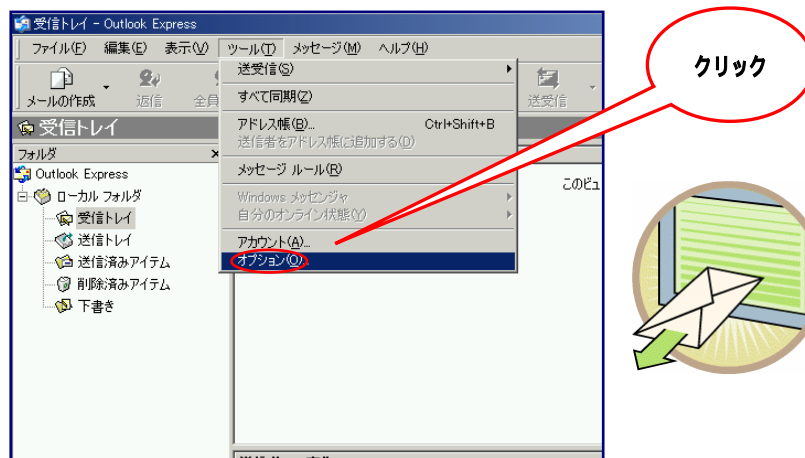 受信トレイ - Outlook Express
ファイル(F) 編集(E) 表示(V) ツール(T) メッセージ(M) ヘルプ(H)
メールの作成 返信 全員 送受信
送受信(S)
すべて同期(Z)
アドレス帳(B)... Ctrl+Shift+B
送信者をアドレス帳に追加する(D)
メッセージ ルール(R)
Windows メッセンジャ
自分のオンライン状態(Y)
アカウント(A)...
オプション(O)...
クリック
受信トレイ
フォルダ ×
Outlook Express
ローカル フォルダ
受信トレイ
送信トレイ
送信済みアイテム
削除済みアイテム
下書き
このビュ